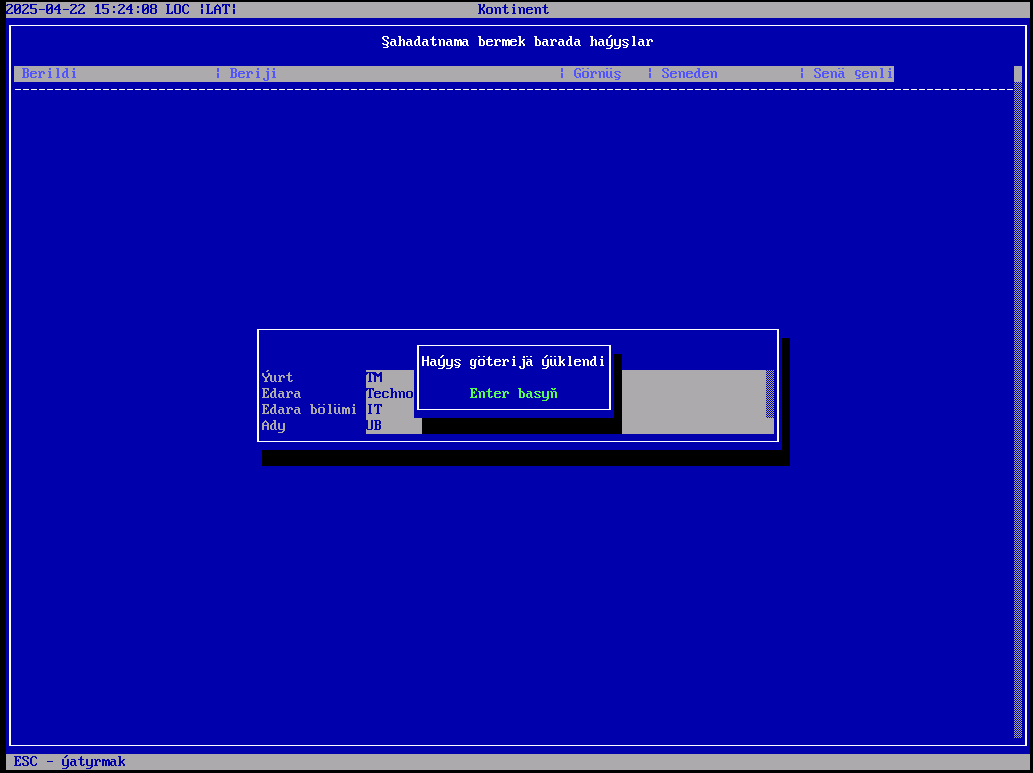 2025-04-22 15:24:08 LOC ¦LAT¦ Kontinent
Şahadatnama bermek barada haýyşlar
Berildi ¦ Beriji ¦ Görnüş ¦ Seneden ¦ Senä çenli
Haýyş göterijä ýüklendi
Ýurt TM
Edara Techno
Enter basyň
Edara bölümi IT
Ady UB
ESC - ýatyrmak